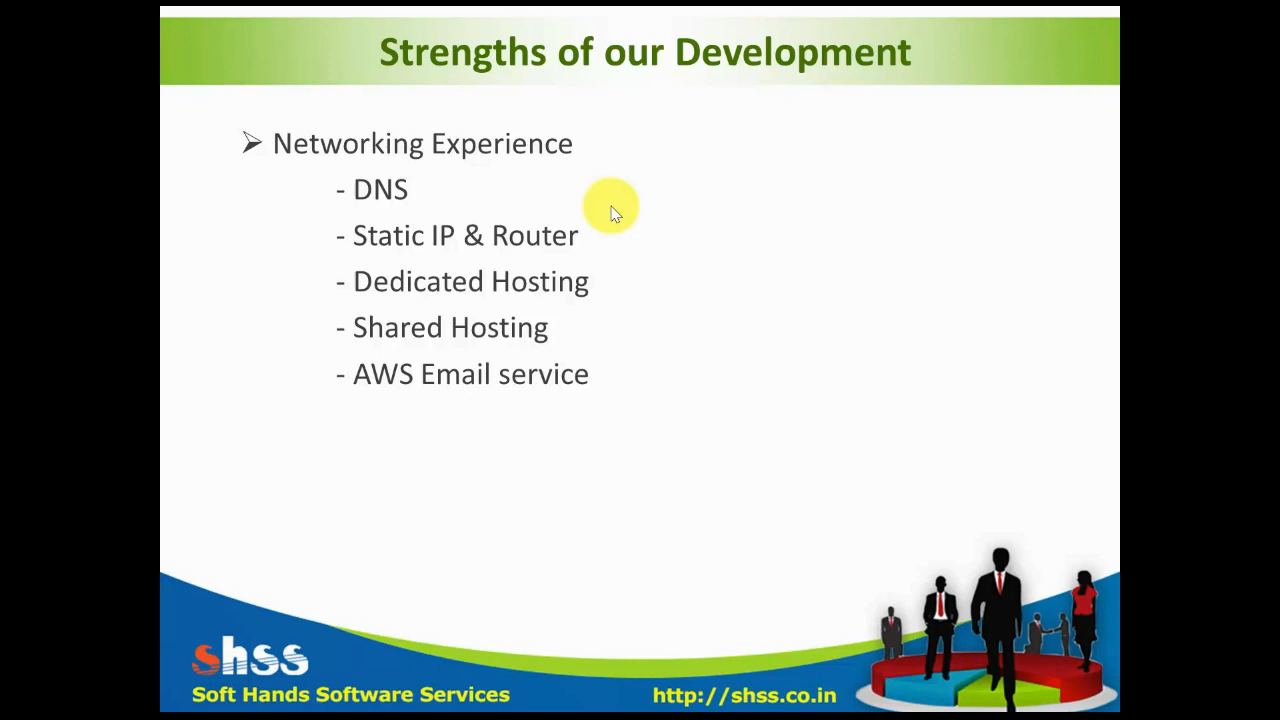 Strengths of our Development
➢ Networking Experience
- DNS
- Static IP & Router
- Dedicated Hosting
- Shared Hosting
- AWS Email service
shss
Soft Hands Software Services
http://shss.co.in